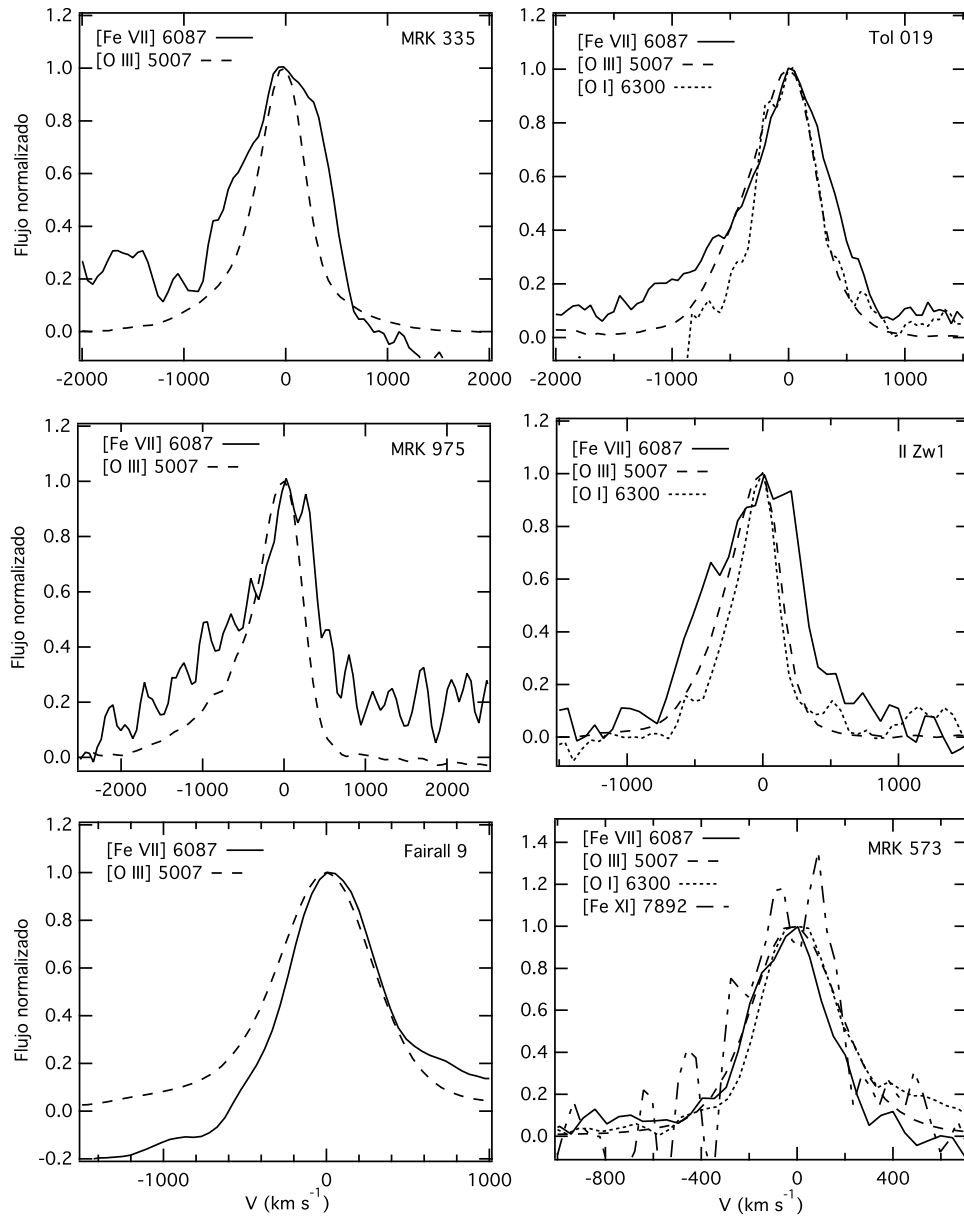 [Fe VII] 6087
[O III] 5007
MRK 335
Flujo normalizado
1.2
1.0
0.8
0.6
0.4
0.2
0.0
-2000 -1000 0 1000 2000
[Fe VII] 6087
[O III] 5007
[O I] 6300
Tol 019
1.2
1.0
0.8
0.6
0.4
0.2
0.0
-2000 -1000 0 1000
[Fe VII] 6087
[O III] 5007
MRK 975
Flujo normalizado
1.2
1.0
0.8
0.6
0.4
0.2
0.0
-2000 -1000 0 1000 2000
[Fe VII] 6087
[O III] 5007
[O I] 6300
II Zw1
1.2
1.0
0.8
0.6
0.4
0.2
0.0
-1000 0 1000
[Fe VII] 6087
[O III] 5007
Fairall 9
Flujo normalizado
1.2
1.0
0.8
0.6
0.4
0.2
0.0
-0.2
-1000 0 1000
V (km s-1)
[Fe VII] 6087
[O III] 5007
[O I] 6300
[Fe XI] 7892
MRK 573
1.4
1.2
1.0
0.8
0.6
0.4
0.2
0.0
-800 -400 0 400
V (km s-1)